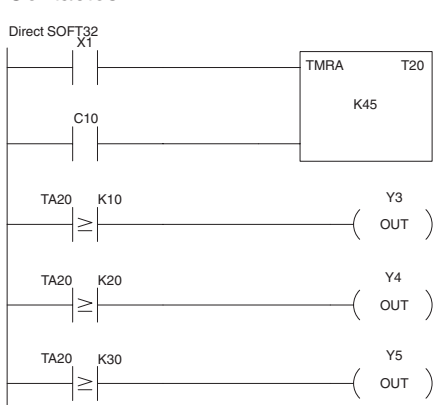 Direct SOFT32
X1
TMRA T20
K45
C10
TA20 K10 Y3
≥ OUT
TA20 K20 Y4
≥ OUT
TA20 K30 Y5
≥ OUT